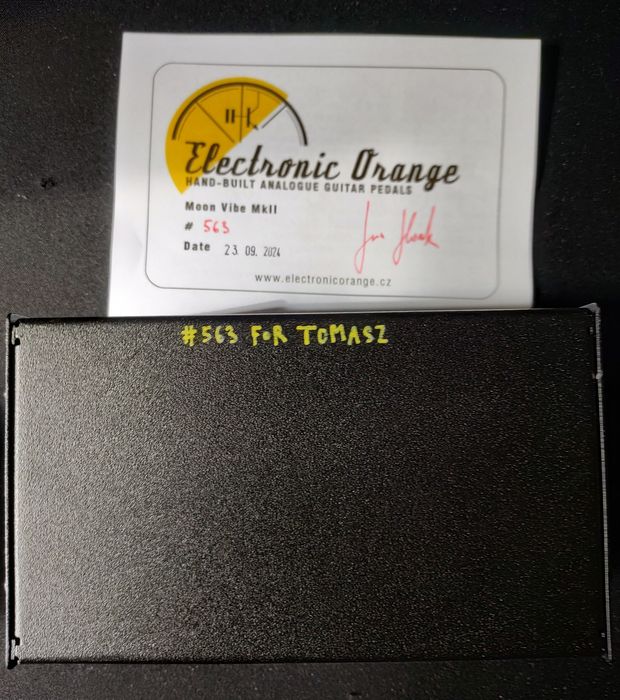 Electronic Orange
HAND-BUILT ANALOGUE GUITAR PEDALS
Moon Vibe MkII
# 563
Date 23. 09. 2024
www.electronicorange.cz
#563 FOR TOMASZ